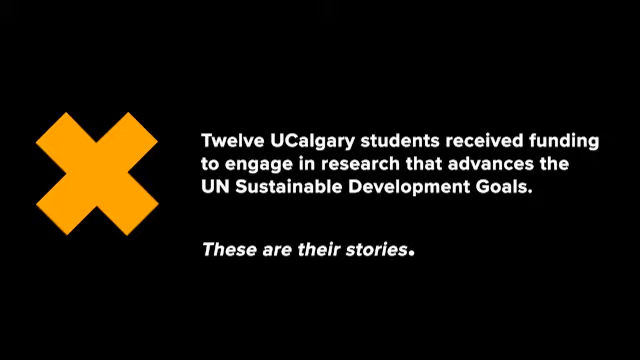 Twelve UCalgary students received funding
to engage in research that advances the
UN Sustainable Development Goals.
These are their stories.